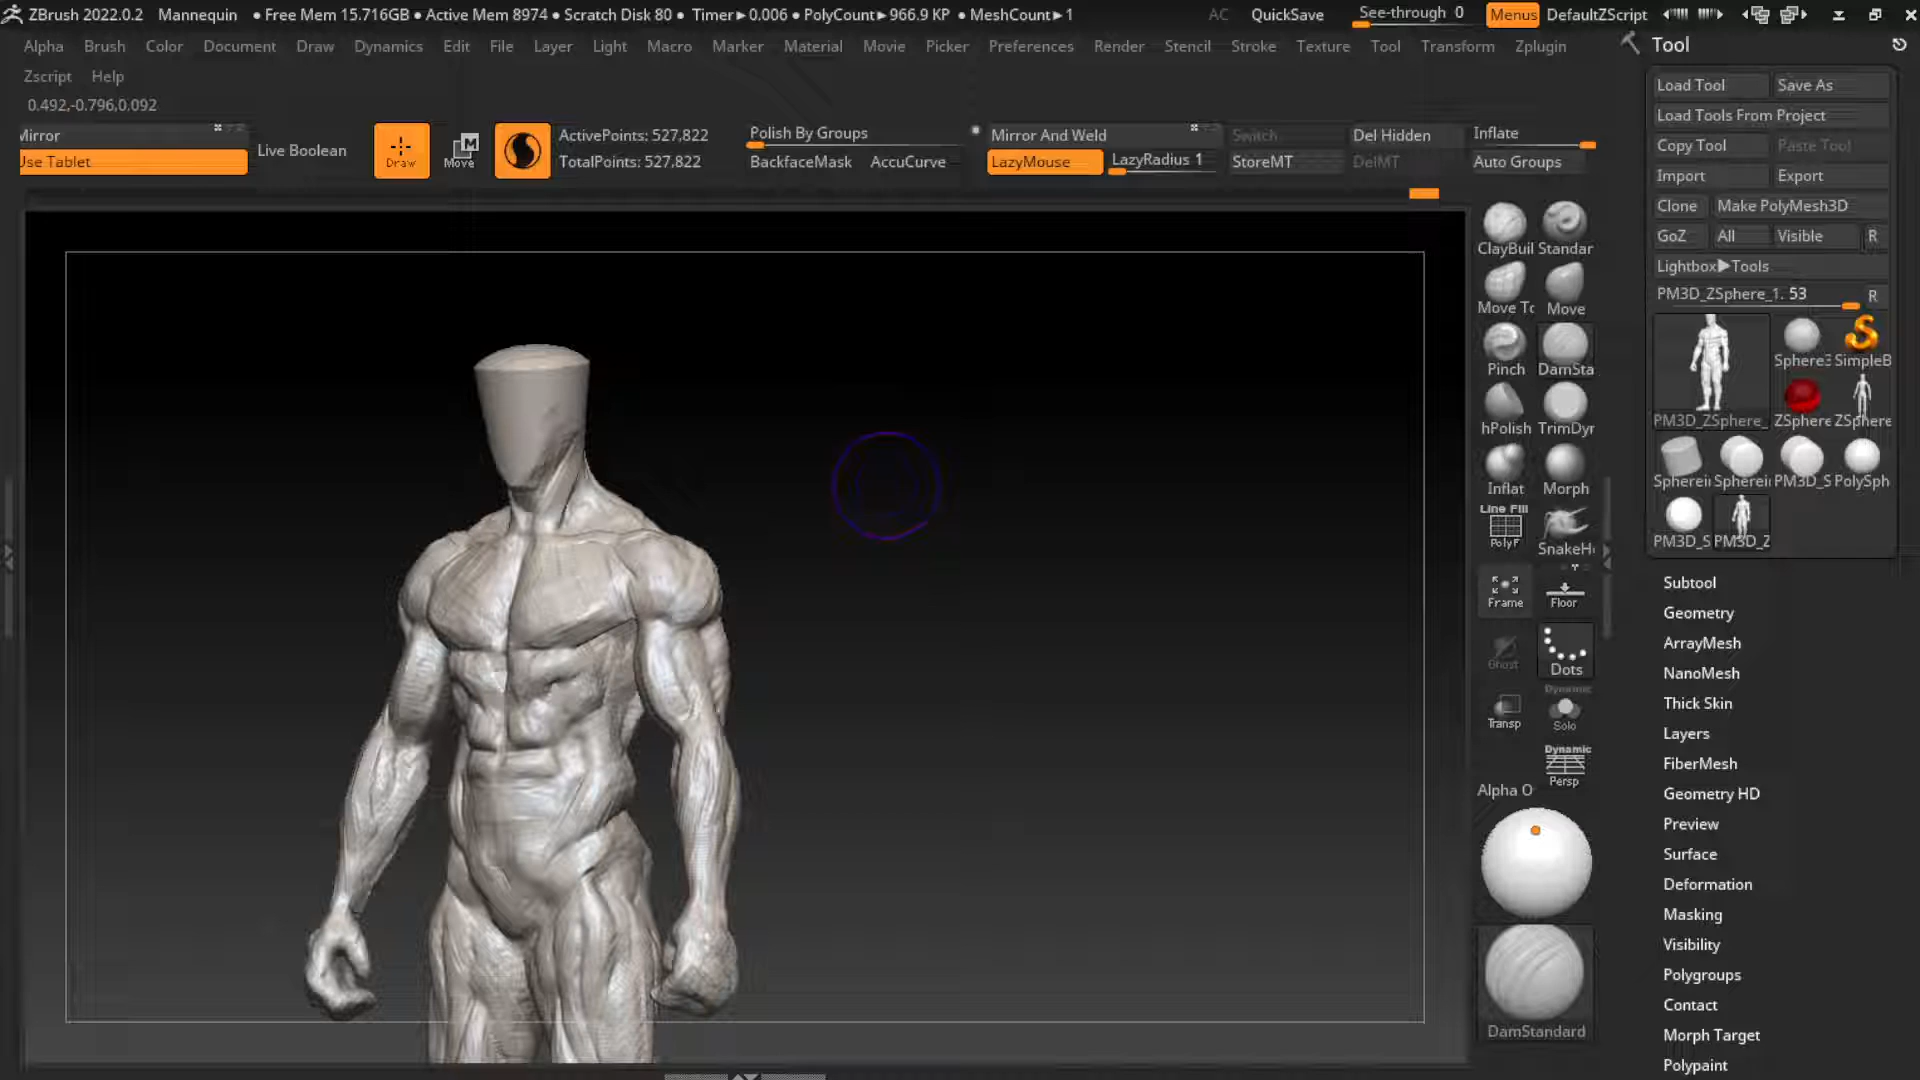 ZBrush 2022.0.2 Mannequin • Free Mem 15.716GB • Active Mem 8974 • Scratch Disk 80 • Timer▶0.006 • PolyCount▶966.9 KP • MeshCount▶1 AC QuickSave See-through 0 Menus DefaultZScript
Alpha Brush Color Document Draw Dynamics Edit File Layer Light Macro Marker Material Movie Picker Preferences Render Stencil Stroke Texture Tool Transform Zplugin
Zscript Help
0.492,-0.796,0.092
Mirror
Use Tablet
Live Boolean
Draw
Move
ActivePoints: 527,822
TotalPoints: 527,822
Polish By Groups
BackfaceMask AccuCurve
Mirror And Weld
LazyMouse LazyRadius 1
Switch Del Hidden
StoreMT DelMT
Inflate
Auto Groups
ClayBuil Standar
Move To Move
Pinch DamSta
hPolish TrimDyn
Inflat Morph
Line Fill
PolyF SnakeHo
Frame Floor
Ghost Dots
Dynamic
Transp Solo
Dynamic
Persp
Alpha O
DamStandard
Tool
Load Tool Save As
Load Tools From Project
Copy Tool Paste Tool
Import Export
Clone Make PolyMesh3D
GoZ All Visible R
Lightbox▶Tools
PM3D_ZSphere_1. 53 R
Sphere3 SimpleB
PM3D_ZSphere_ ZSphere ZSphere
Spherei Spherei PM3D_S PolySph
PM3D_S PM3D_Z
Subtool
Geometry
ArrayMesh
NanoMesh
Thick Skin
Layers
FiberMesh
Geometry HD
Preview
Surface
Deformation
Masking
Visibility
Polygroups
Contact
Morph Target
Polypaint